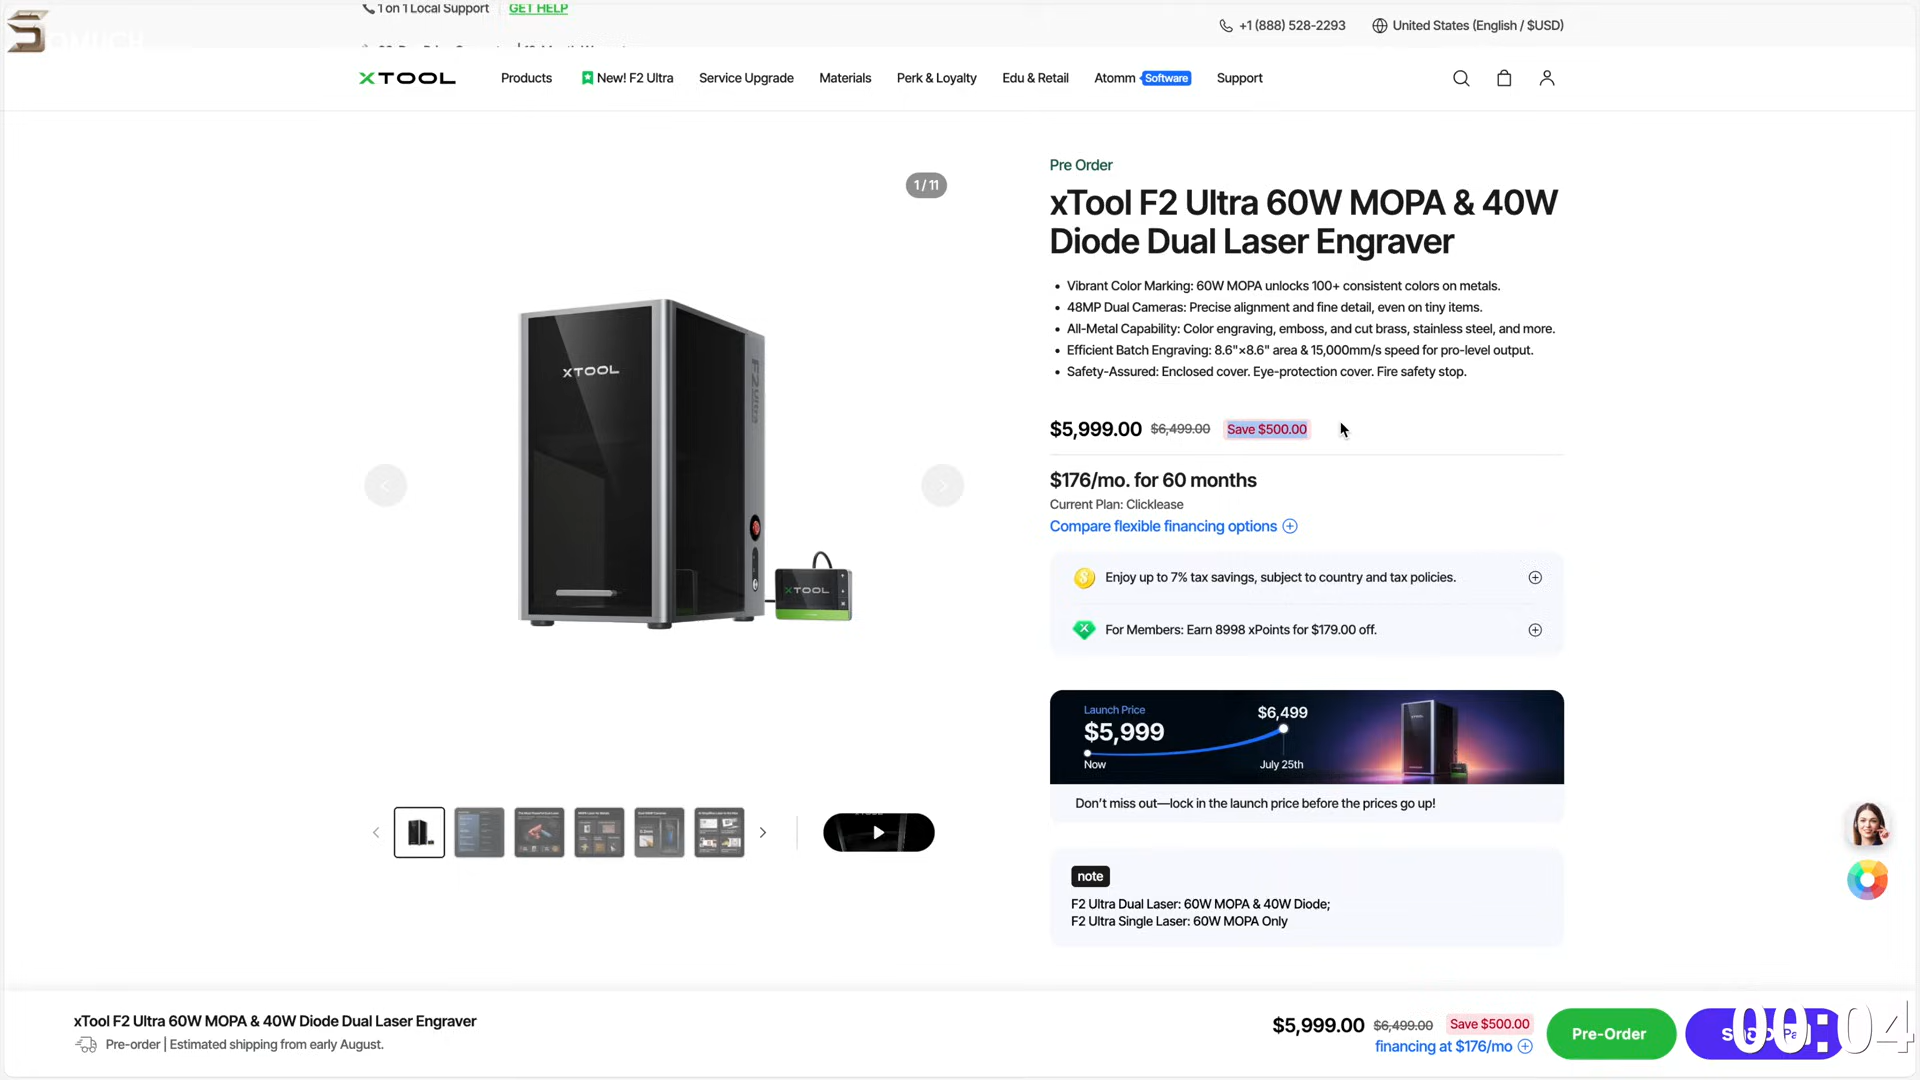 1 on 1 Local Support GET HELP
+1 (888) 528-2293 United States (English / $USD)
XTOOL Products New! F2 Ultra Service Upgrade Materials Perk & Loyalty Edu & Retail Atomm Software Support
1 / 11
Pre Order
xTool F2 Ultra 60W MOPA & 40W
Diode Dual Laser Engraver
• Vibrant Color Marking: 60W MOPA unlocks 100+ consistent colors on metals.
• 48MP Dual Cameras: Precise alignment and fine detail, even on tiny items.
• All-Metal Capability: Color engraving, emboss, and cut brass, stainless steel, and more.
• Efficient Batch Engraving: 8.6"×8.6" area & 15,000mm/s speed for pro-level output.
• Safety-Assured: Enclosed cover. Eye-protection cover. Fire safety stop.
XTOOL
F2 Ultra
XTOOL
$5,999.00 $6,499.00 Save $500.00
$176/mo. for 60 months
Current Plan: Clicklease
Compare flexible financing options
Enjoy up to 7% tax savings, subject to country and tax policies.
For Members: Earn 8998 xPoints for $179.00 off.
Launch Price
$5,999
$6,499
Now
July 25th
Don't miss out—lock in the launch price before the prices go up!
note
F2 Ultra Dual Laser: 60W MOPA & 40W Diode;
F2 Ultra Single Laser: 60W MOPA Only
xTool F2 Ultra 60W MOPA & 40W Diode Dual Laser Engraver
Pre-order | Estimated shipping from early August.
$5,999.00 $6,499.00 Save $500.00
financing at $176/mo
Pre-Order
00:04